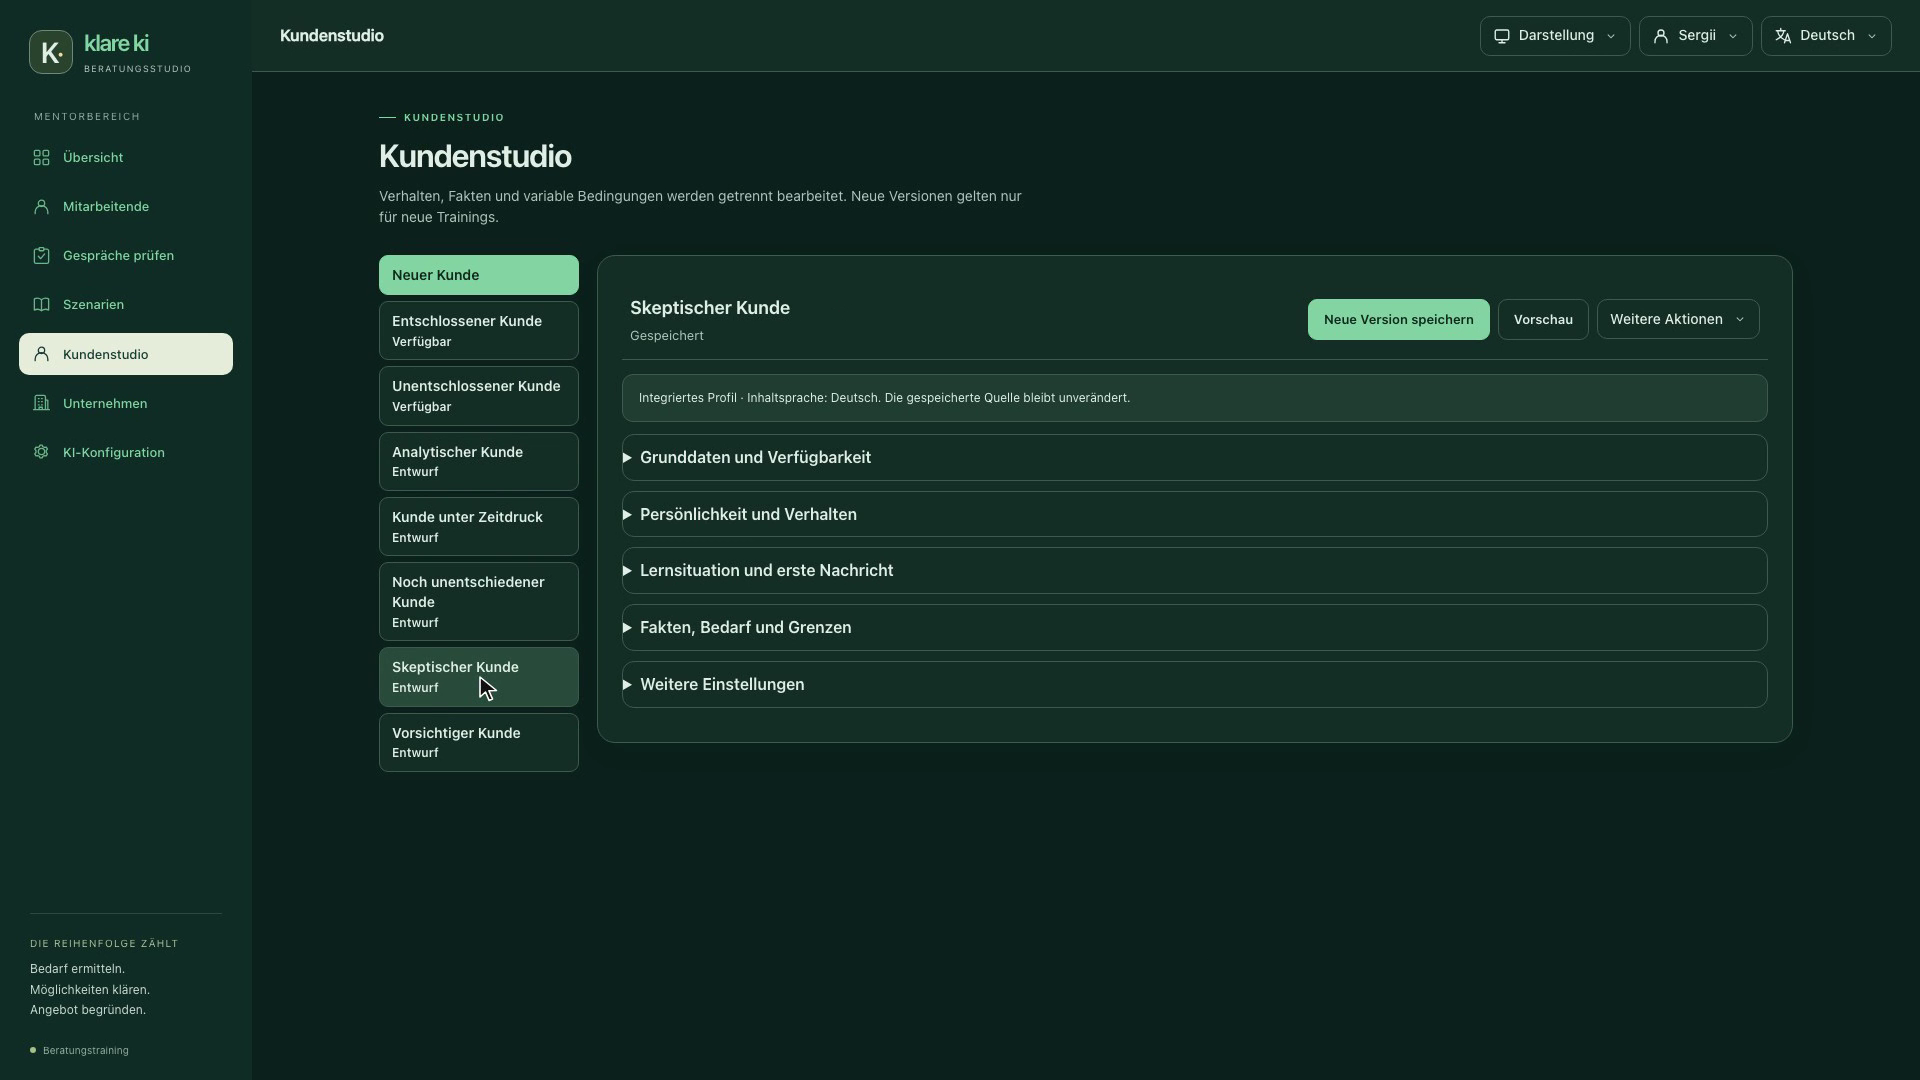 K
klare ki
BERATUNGSSTUDIO
MENTORBEREICH
Übersicht
Mitarbeitende
Gespräche prüfen
Szenarien
Kundenstudio
Unternehmen
KI-Konfiguration
DIE REIHENFOLGE ZÄHLT
Bedarf ermitteln.
Möglichkeiten klären.
Angebot begründen.
Beratungstraining
Kundenstudio
Darstellung
Sergii
Deutsch
KUNDENSTUDIO
Kundenstudio
Verhalten, Fakten und variable Bedingungen werden getrennt bearbeitet. Neue Versionen gelten nur
für neue Trainings.
Neuer Kunde
Entschlossener Kunde
Verfügbar
Unentschlossener Kunde
Verfügbar
Analytischer Kunde
Entwurf
Kunde unter Zeitdruck
Entwurf
Noch unentschiedener
Kunde
Entwurf
Skeptischer Kunde
Entwurf
Vorsichtiger Kunde
Entwurf
Skeptischer Kunde
Gespeichert
Neue Version speichern
Vorschau
Weitere Aktionen
Integriertes Profil · Inhaltsprache: Deutsch. Die gespeicherte Quelle bleibt unverändert.
Grunddaten und Verfügbarkeit
Persönlichkeit und Verhalten
Lernsituation und erste Nachricht
Fakten, Bedarf und Grenzen
Weitere Einstellungen